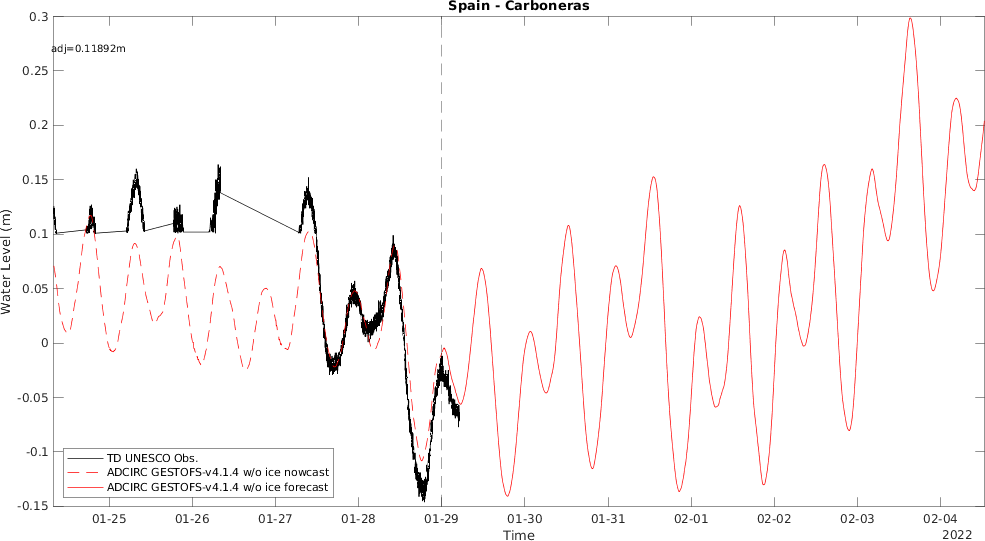 Spain - Carboneras
adj=0.11892m
Water Level (m)
0.3
0.25
0.2
0.15
0.1
0.05
0
-0.05
-0.1
-0.15
TD UNESCO Obs.
ADCIRC GESTOFS-v4.1.4 w/o ice nowcast
ADCIRC GESTOFS-v4.1.4 w/o ice forecast
01-25 01-26 01-27 01-28 01-29 01-30 01-31 02-01 02-02 02-03 02-04
Time
2022